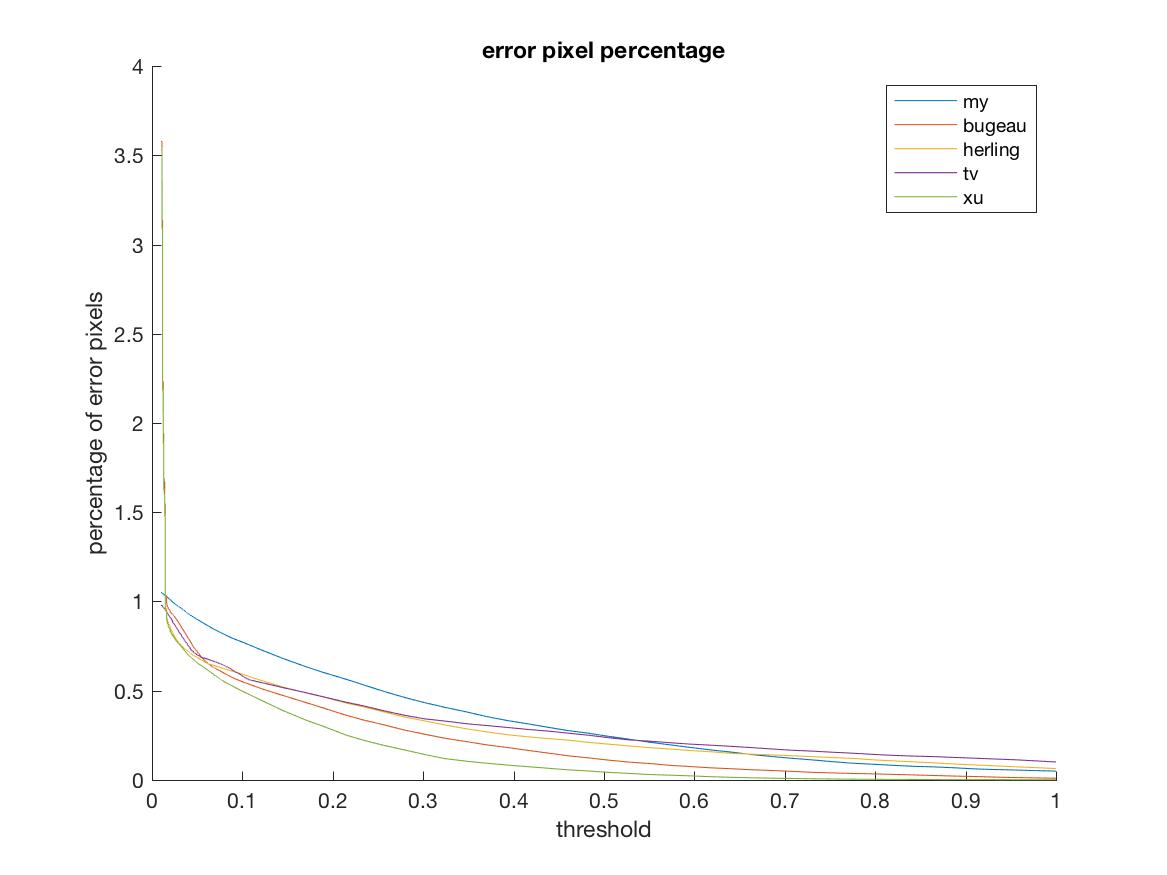 error pixel percentage
4
3.5
3
2.5
2
1.5
1
0.5
0
percentage of error pixels
my
bugeau
herling
tv
xu
0 0.1 0.2 0.3 0.4 0.5 0.6 0.7 0.8 0.9 1
threshold